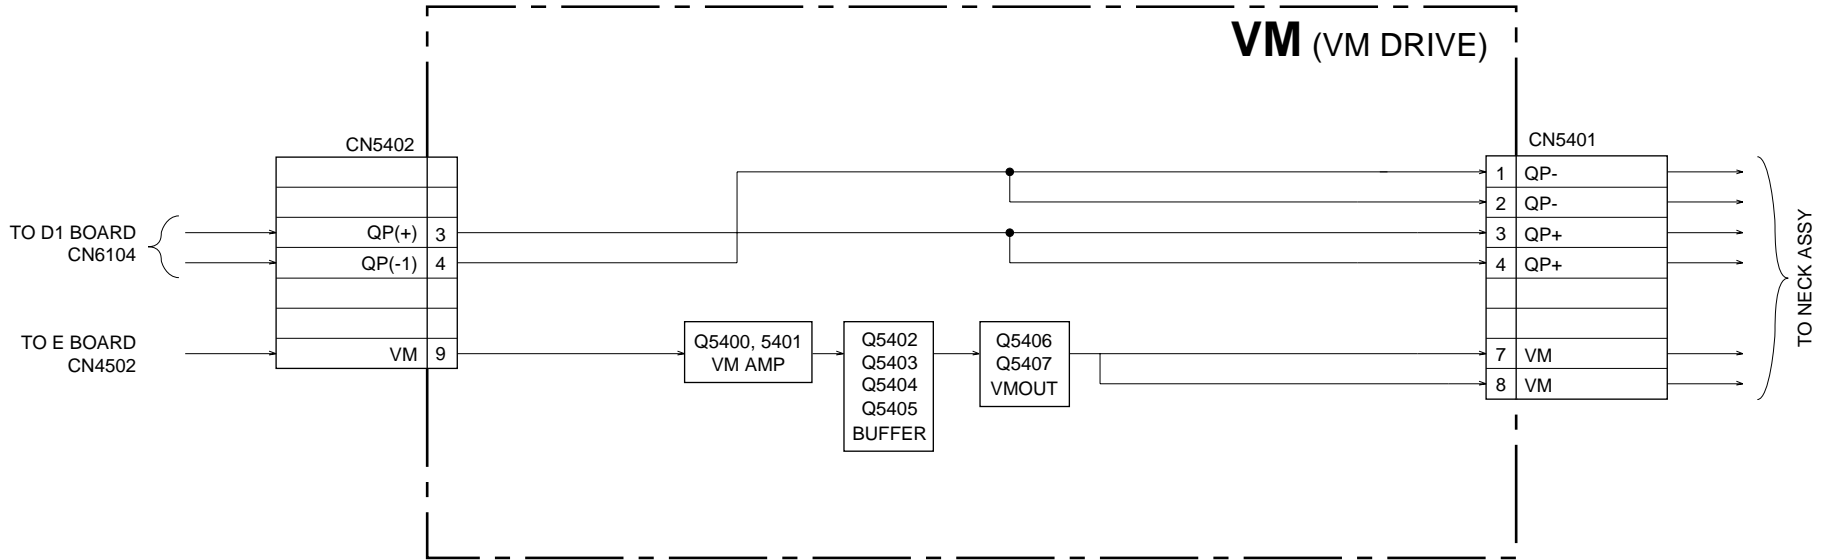 VM (VM DRIVE)
CN5402
TO D1 BOARD
CN6104
QP(+) 3
QP(-1) 4
TO E BOARD
CN4502
VM 9
Q5400, 5401
VM AMP
Q5402
Q5403
Q5404
Q5405
BUFFER
Q5406
Q5407
VMOUT
CN5401
1 QP-
2 QP-
3 QP+
4 QP+
7 VM
8 VM
TO NECK ASSY